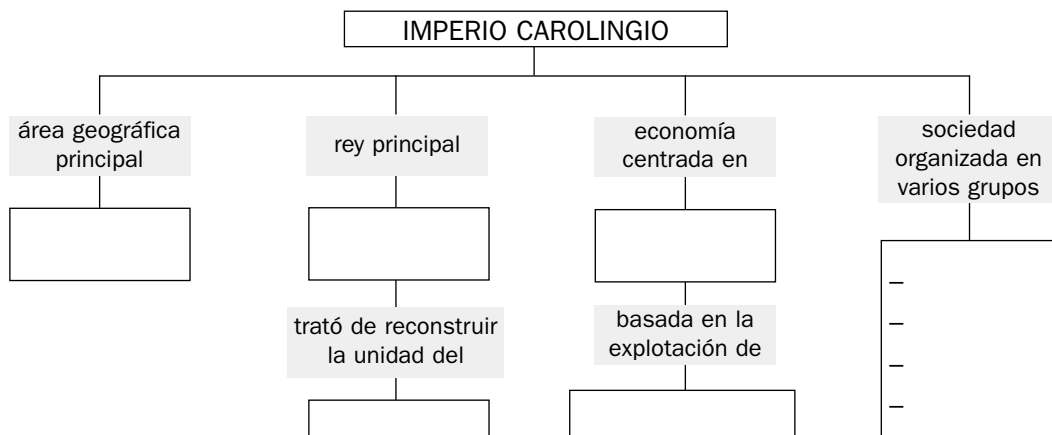 IMPERIO CAROLINGIO
área geográfica
principal
rey principal
trató de reconstruir
la unidad del
economía
centrada en
basada en la
explotación de
sociedad
organizada en
varios grupos
–
–
–
–